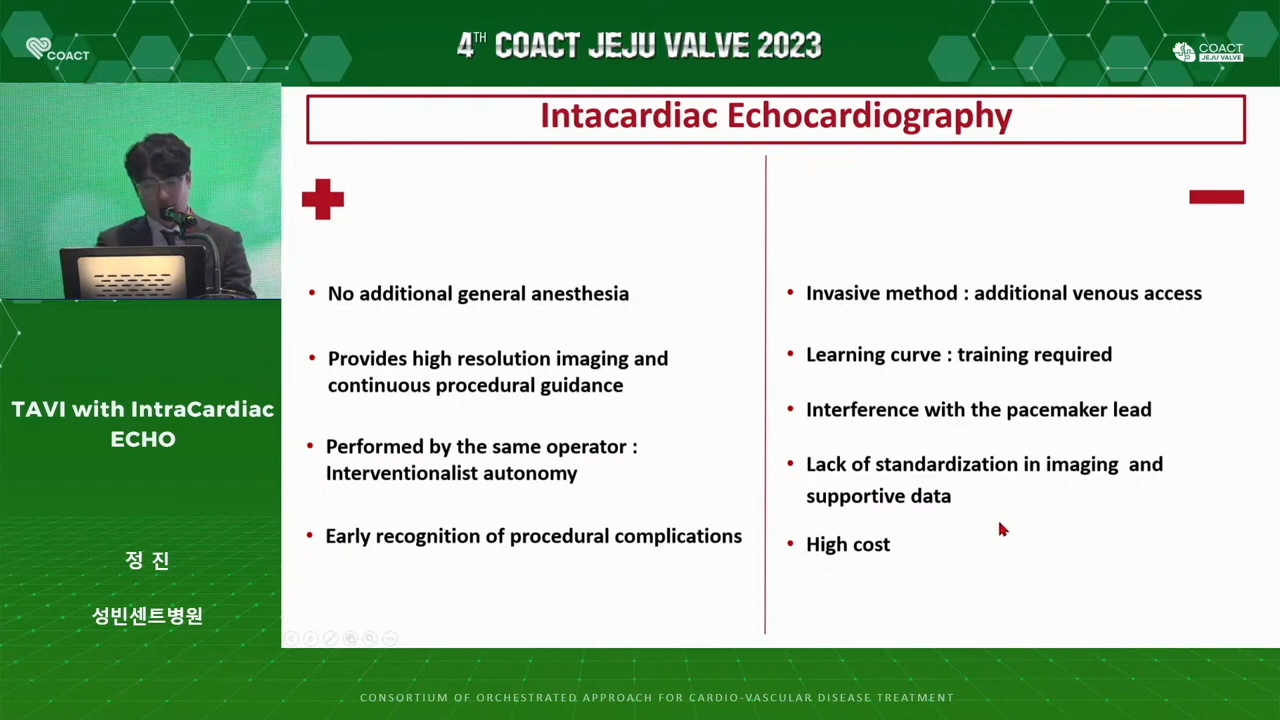 COACT
4TH COACT JEJU VALVE 2023
COACT
JEJU VALVE
Intacardiac Echocardiography
No additional general anesthesia
Provides high resolution imaging and
continuous procedural guidance
Performed by the same operator :
Interventionalist autonomy
Early recognition of procedural complications
Invasive method : additional venous access
Learning curve : training required
Interference with the pacemaker lead
Lack of standardization in imaging and
supportive data
High cost
TAVI with IntraCardiac
ECHO
정 진
성빈센트병원
CONSORTIUM OF ORCHESTRATED APPROACH FOR CARDIO-VASCULAR DISEASE TREATMENT